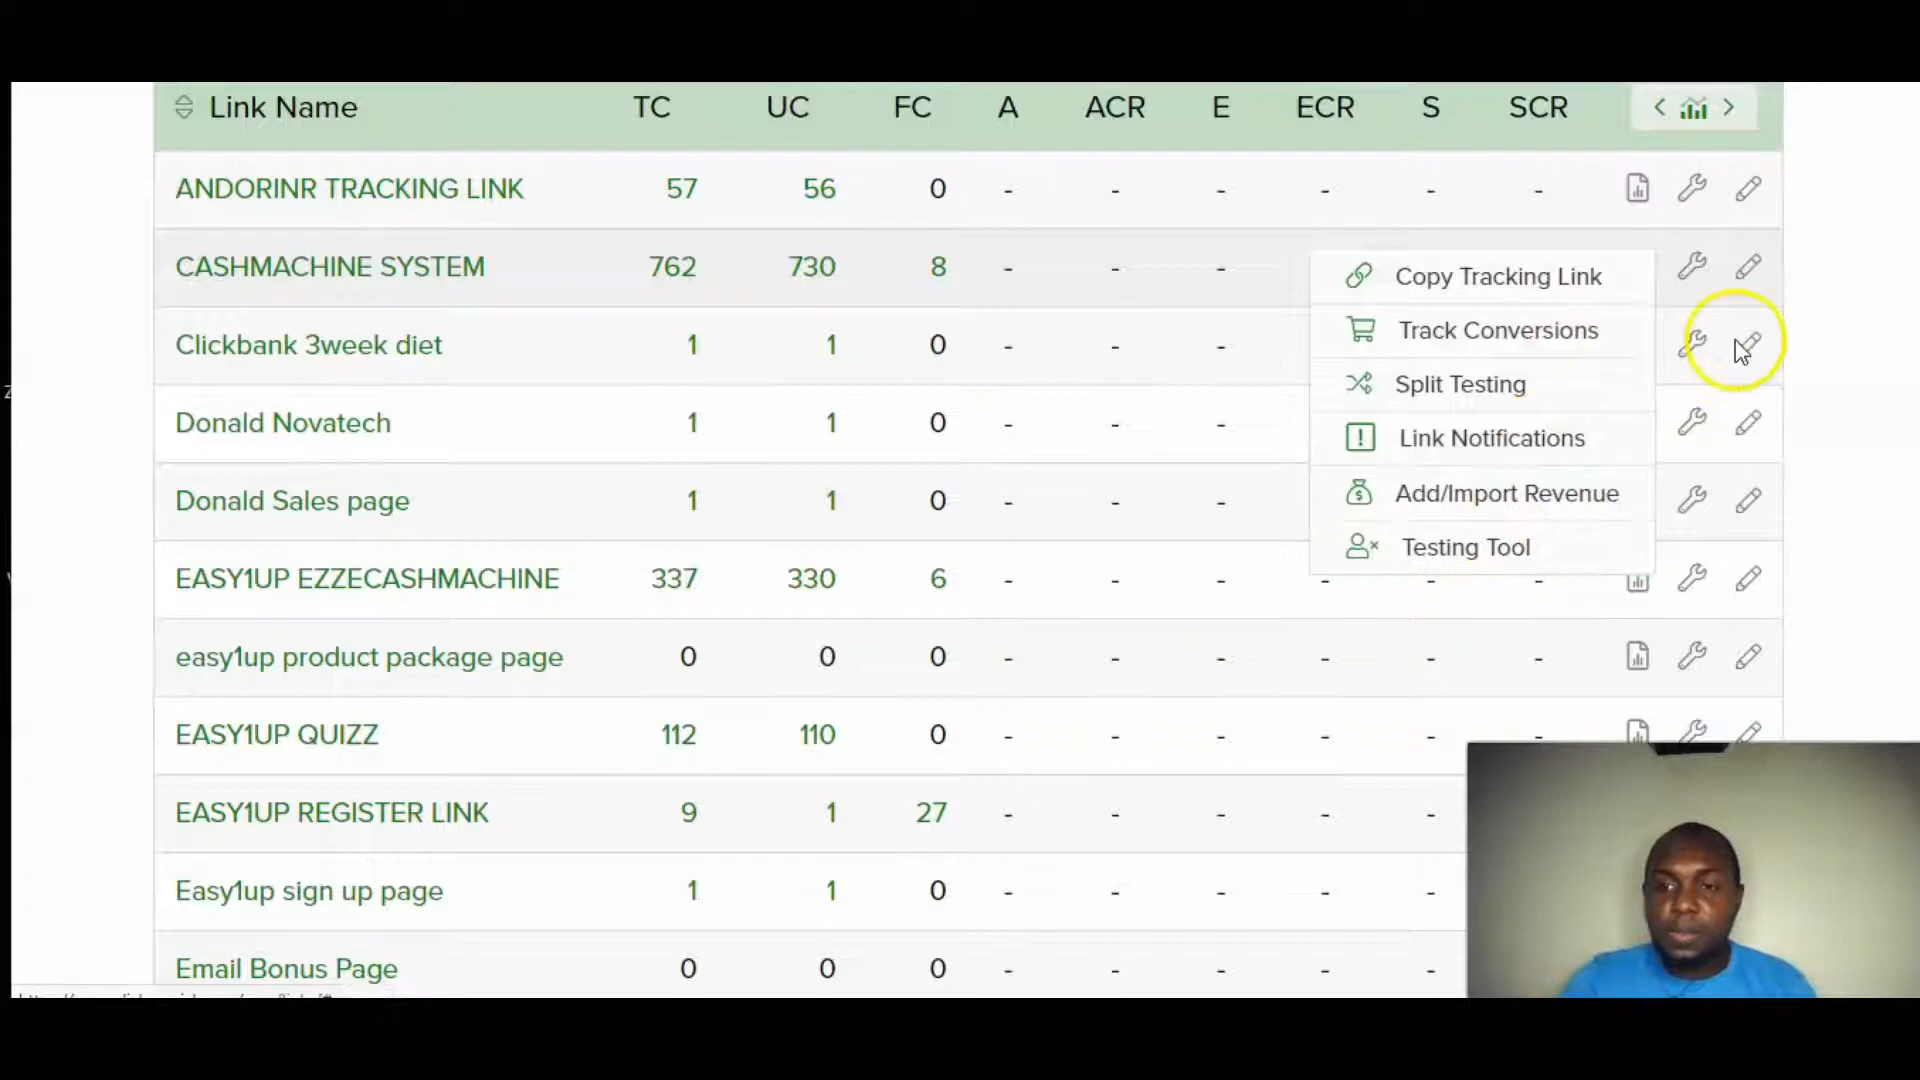 Link Name TC UC FC A ACR E ECR S SCR
ANDORINR TRACKING LINK 57 56 0 - - - - - -
CASHMACHINE SYSTEM 762 730 8 - - -
Copy Tracking Link
Track Conversions
Clickbank 3week diet 1 1 0 - - -
Split Testing
Donald Novatech 1 1 0 - - -
Link Notifications
Donald Sales page 1 1 0 - - -
Add/Import Revenue
Testing Tool
EASY1UP EZZECASHMACHINE 337 330 6 - - - - - -
easy1up product package page 0 0 0 - - - - - -
EASY1UP QUIZZ 112 110 0 - - - - - -
EASY1UP REGISTER LINK 9 1 27 - - - - -
Easy1up sign up page 1 1 0 - - - - -
Email Bonus Page 0 0 0 - - - - -